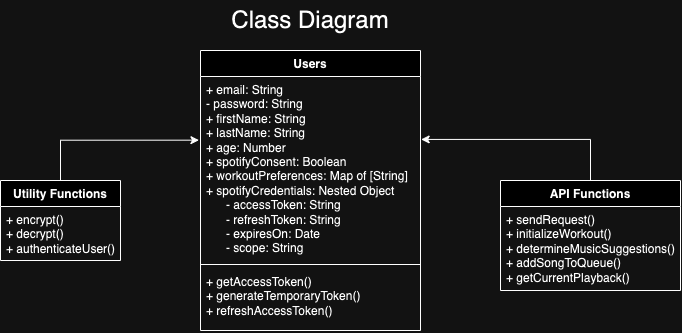 Class Diagram
Users
+ email: String
- password: String
+ firstName: String
+ lastName: String
+ age: Number
+ spotifyConsent: Boolean
+ workoutPreferences: Map of [String]
+ spotifyCredentials: Nested Object
- accessToken: String
- refreshToken: String
- expiresOn: Date
- scope: String
+ getAccessToken()
+ generateTemporaryToken()
+ refreshAccessToken()
Utility Functions
+ encrypt()
+ decrypt()
+ authenticateUser()
API Functions
+ sendRequest()
+ initializeWorkout()
+ determineMusicSuggestions()
+ addSongToQueue()
+ getCurrentPlayback()